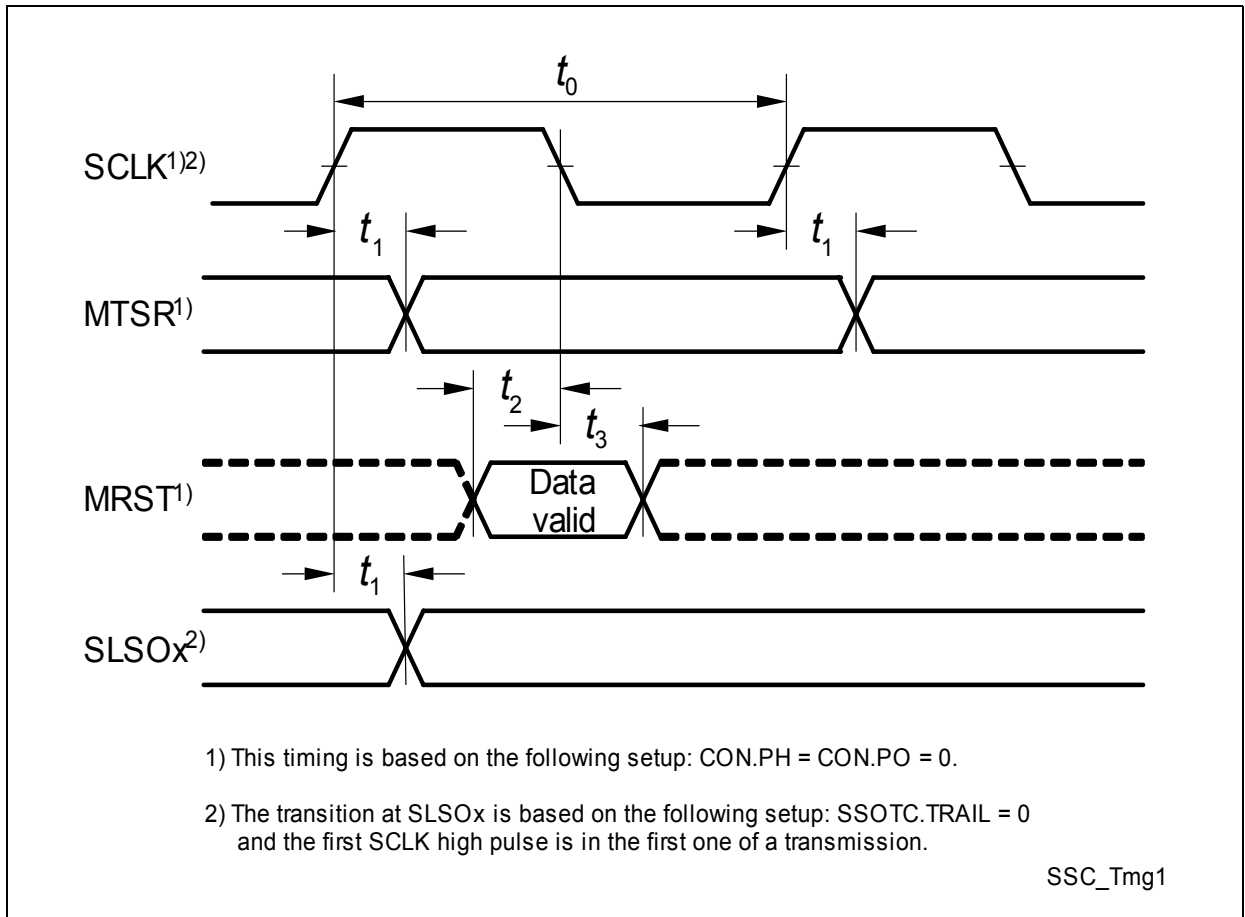 t0
SCLK1)2)
t1
t1
MTSR1)
t2
t3
MRST1)
Data
valid
t1
SLSOx2)
1) This timing is based on the following setup: CON.PH = CON.PO = 0.
2) The transition at SLSOx is based on the following setup: SSOTC.TRAIL = 0
and the first SCLK high pulse is in the first one of a transmission.
SSC_Tmg1